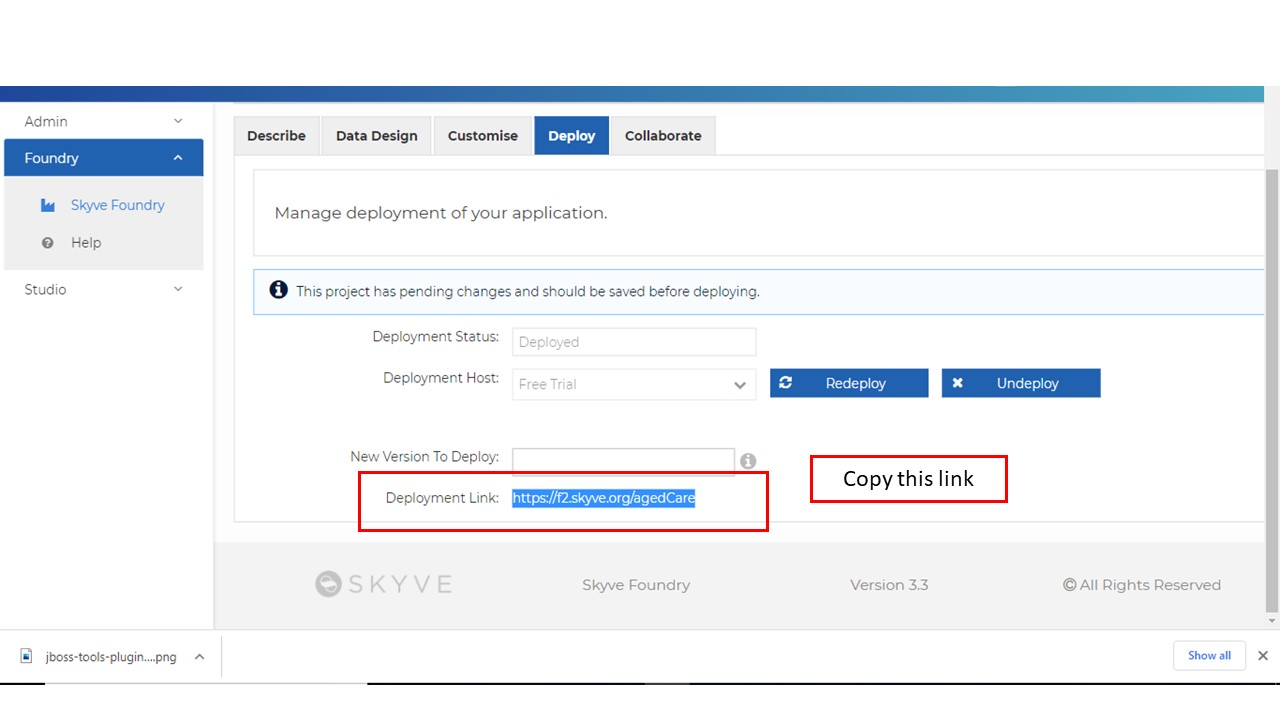 Admin
Foundry
Skyve Foundry
Help
Studio
Describe
Data Design
Customise
Deploy
Collaborate
Manage deployment of your application.
This project has pending changes and should be saved before deploying.
Deployment Status: Deployed
Deployment Host: Free Trial
Redeploy
Undeploy
New Version To Deploy:
Deployment Link: https://f2.skyve.org/agedCare
Copy this link
SKYVE
Skyve Foundry
Version 3.3
© All Rights Reserved
jboss-tools-plugin....png
Show all